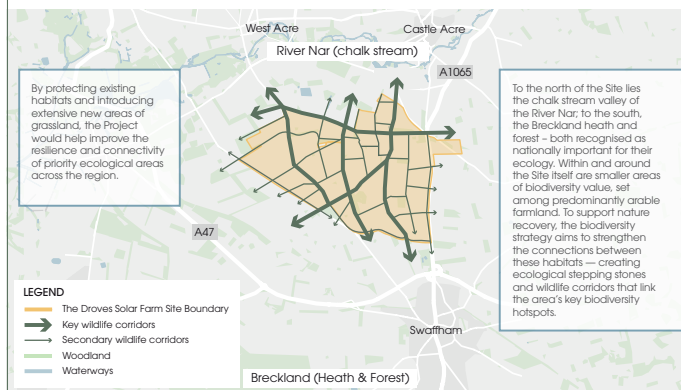 West Acre
Castle Acre
River Nar (chalk stream)
A1065
By protecting existing
habitats and introducing
extensive new areas of
grassland, the Project
would help improve the
resilience and connectivity
of priority ecological areas
across the region.
To the north of the Site lies
the chalk stream valley of
the River Nar; to the south,
the Breckland heath and
forest – both recognised as
nationally important for their
ecology. Within and around
the Site itself are smaller areas
of biodiversity value, set
among predominantly arable
farmland. To support nature
recovery, the biodiversity
strategy aims to strengthen
the connections between
these habitats — creating
ecological stepping stones
and wildlife corridors that link
the area's key biodiversity
hotspots.
A47
LEGEND
The Droves Solar Farm Site Boundary
Key wildlife corridors
Secondary wildlife corridors
Woodland
Waterways
Swaffham
Breckland (Heath & Forest)